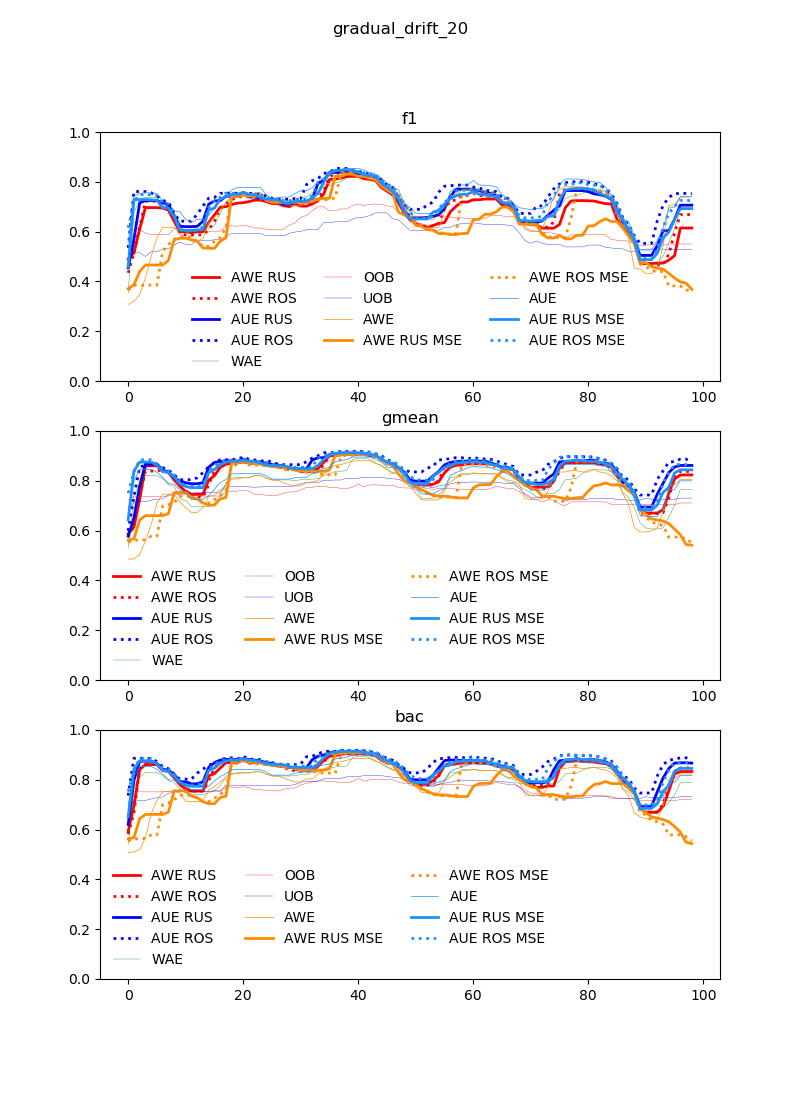 gradual_drift_20
f1
1.0
0.8
0.6
0.4
0.2
0.0
AWE RUS
AWE ROS
AUE RUS
AUE ROS
WAE
OOB
UOB
AWE
AWE RUS MSE
AWE ROS MSE
AUE
AUE RUS MSE
AUE ROS MSE
0 20 40 60 80 100
gmean
1.0
0.8
0.6
0.4
0.2
0.0
AWE RUS
AWE ROS
AUE RUS
AUE ROS
WAE
OOB
UOB
AWE
AWE RUS MSE
AWE ROS MSE
AUE
AUE RUS MSE
AUE ROS MSE
0 20 40 60 80 100
bac
1.0
0.8
0.6
0.4
0.2
0.0
AWE RUS
AWE ROS
AUE RUS
AUE ROS
WAE
OOB
UOB
AWE
AWE RUS MSE
AWE ROS MSE
AUE
AUE RUS MSE
AUE ROS MSE
0 20 40 60 80 100